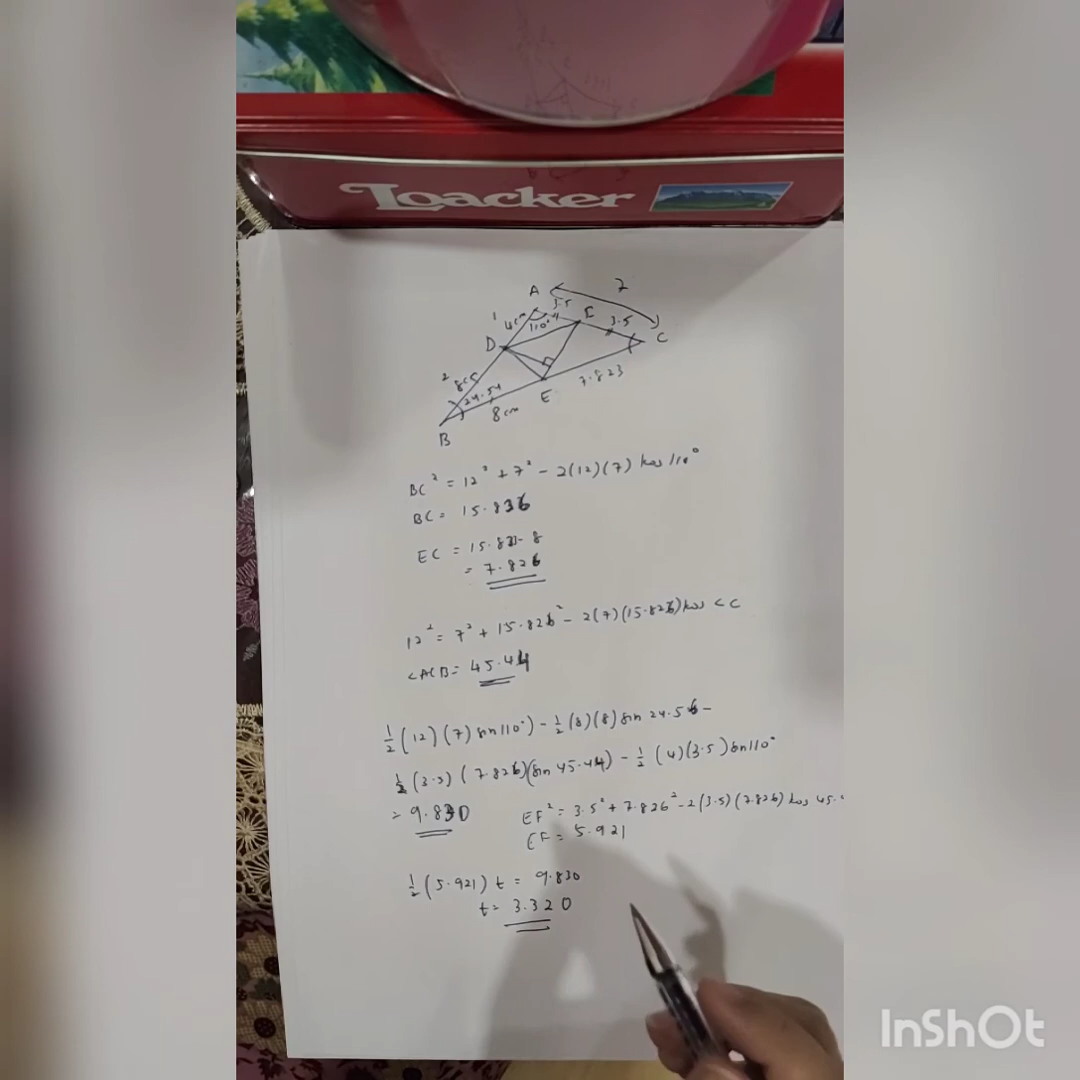 Loacker
A
2
3.5
1
4cm
110°
F
3.5
C
D
2
8cm
24.54
7.823
E
8cm
B
BC² = 12² + 7² - 2(12)(7) kos 110°
BC = 15.826
EC = - 8
= 7.826
12² = 7² + 15.826² - 2(7)(15.826) kos <C
<ACB = 45.44
½(12)(7) sin 110°) - ½(8)(8) sin 24.56 -
½(3.5)(7.826)(sin 45.44) - ½(4)(3.5) sin 110°
= 9.830
EF² = 3.5² + 7.826² - 2(3.5)(7.826) kos 45.
EF = 5.921
½(5.921) t = 9.830
t = 3.320
InShOt